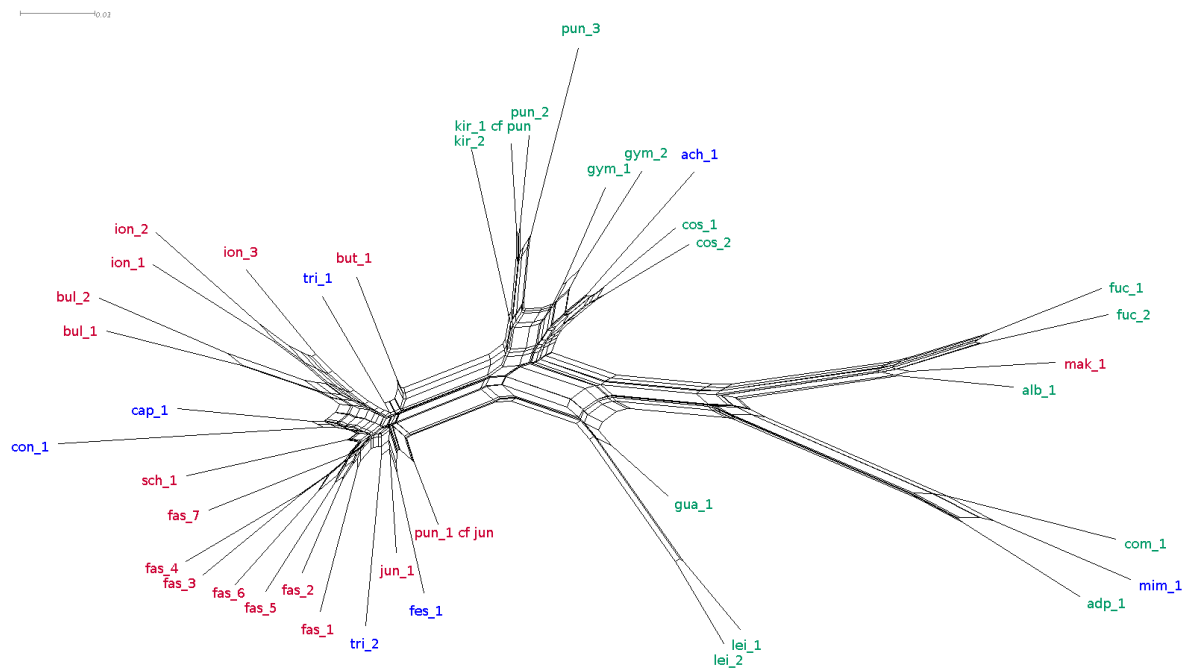 0.03
pun_3
pun_2
kir_1 cf pun
kir_2
gym_2
ach_1
gym_1
cos_1
cos_2
ion_2
ion_3
but_1
ion_1
tri_1
bul_2
bul_1
fuc_1
fuc_2
mak_1
alb_1
cap_1
con_1
sch_1
fas_7
gua_1
pun_1 cf jun
com_1
fas_4
fas_3
jun_1
fas_6
fas_2
mim_1
fas_5
fes_1
adp_1
fas_1
tri_2
lei_1
lei_2